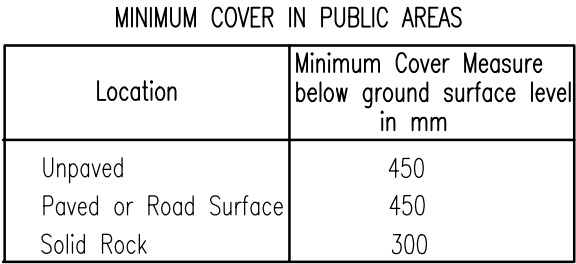 MINIMUM COVER IN PUBLIC AREAS
Location
Minimum Cover Measure
below ground surface level
in mm
Unpaved 450
Paved or Road Surface 450
Solid Rock 300